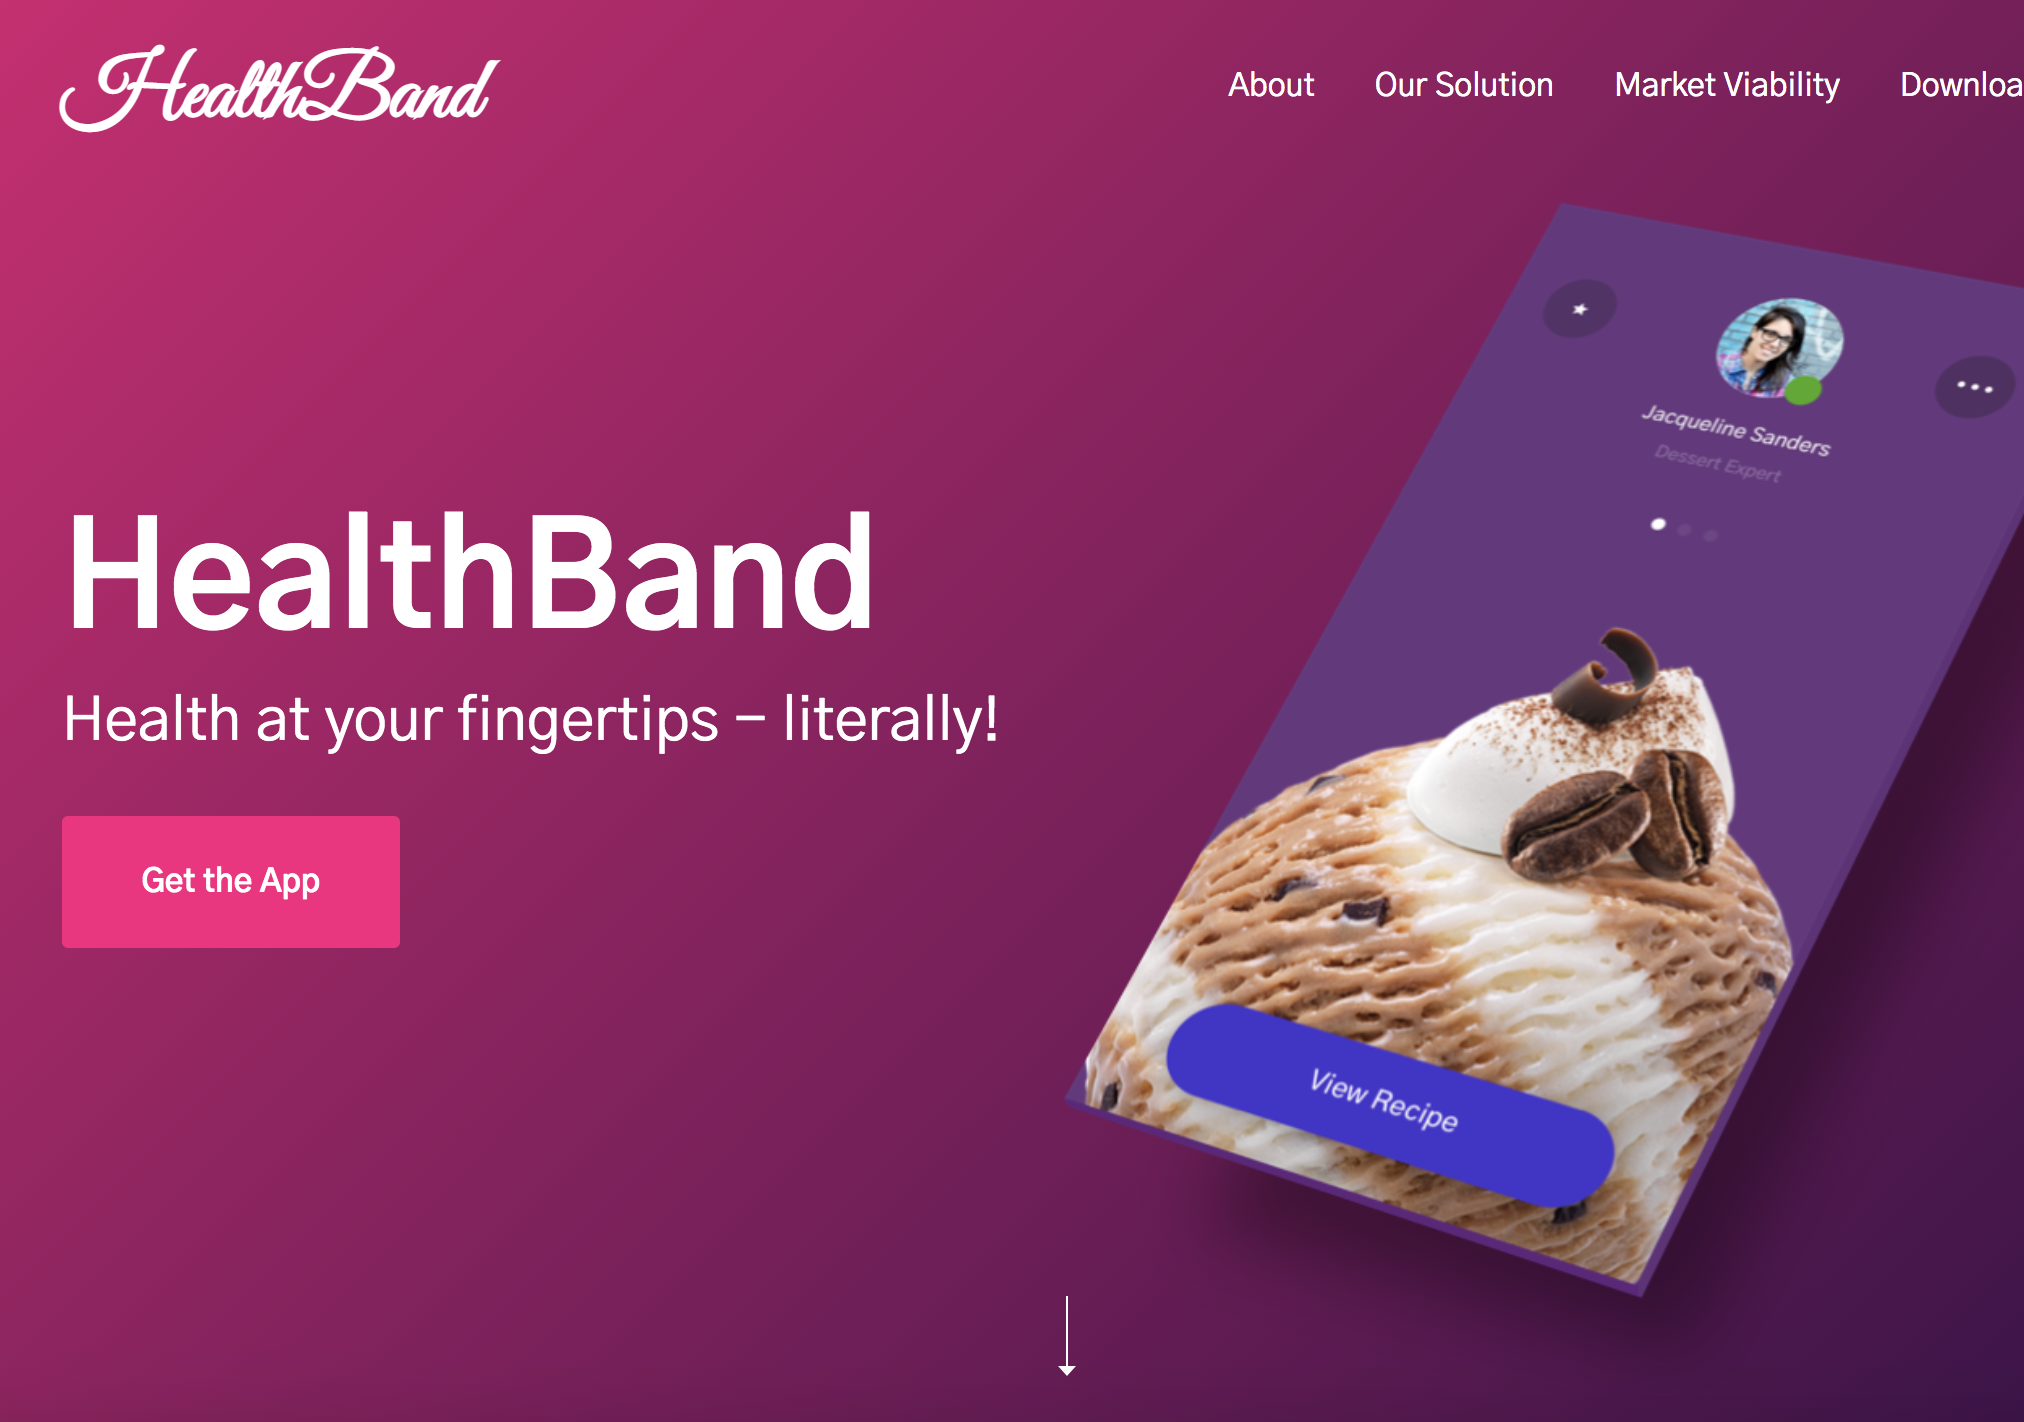 HealthBand
About Our Solution Market Viability Downloa
Jacqueline Sanders
Dessert Expert
HealthBand
Health at your fingertips – literally!
Get the App
View Recipe